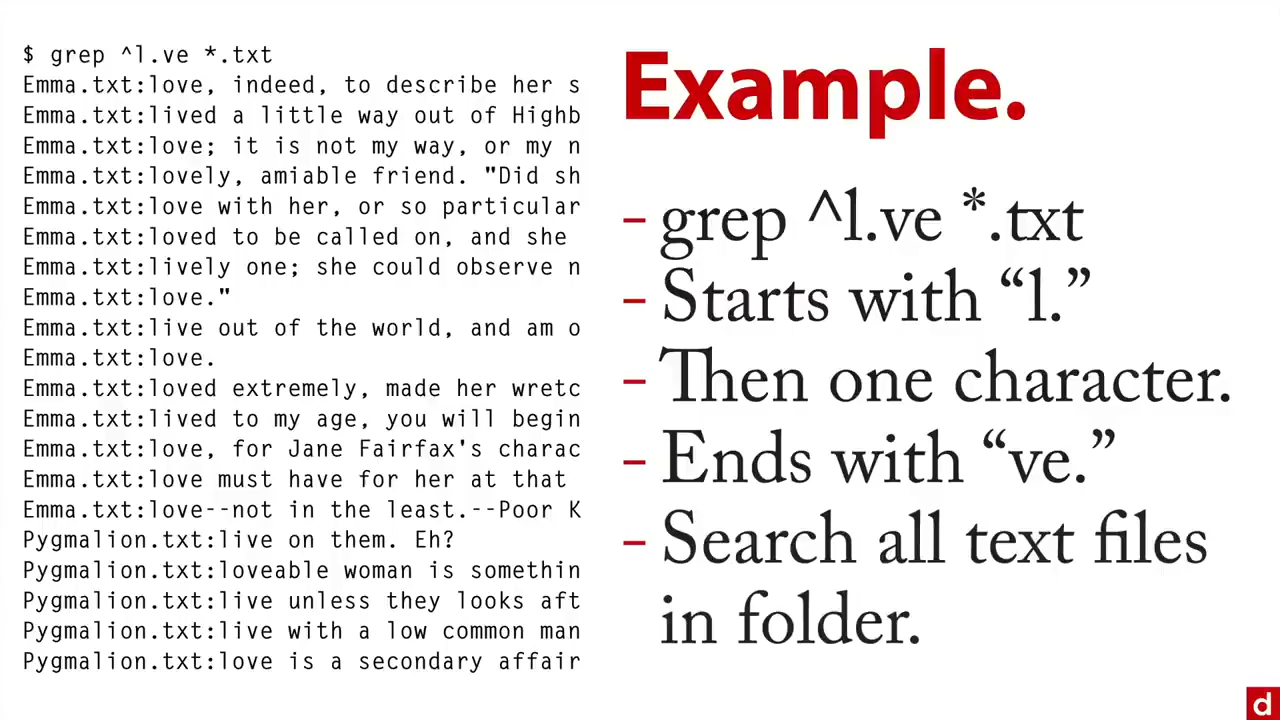 $ grep ^l.ve *.txt
Emma.txt:love, indeed, to describe her s
Emma.txt:lived a little way out of Highb
Emma.txt:love; it is not my way, or my n
Emma.txt:lovely, amiable friend. "Did sh
Emma.txt:love with her, or so particular
Emma.txt:loved to be called on, and she
Emma.txt:lively one; she could observe n
Emma.txt:love."
Emma.txt:live out of the world, and am o
Emma.txt:love.
Emma.txt:loved extremely, made her wretc
Emma.txt:lived to my age, you will begin
Emma.txt:love, for Jane Fairfax's charac
Emma.txt:love must have for her at that
Emma.txt:love--not in the least.--Poor K
Pygmalion.txt:live on them. Eh?
Pygmalion.txt:loveable woman is somethin
Pygmalion.txt:live unless they looks aft
Pygmalion.txt:live with a low common man
Pygmalion.txt:love is a secondary affair
Example.
– grep ^l.ve *.txt
– Starts with “l.”
– Then one character.
– Ends with “ve.”
– Search all text files
in folder.
d